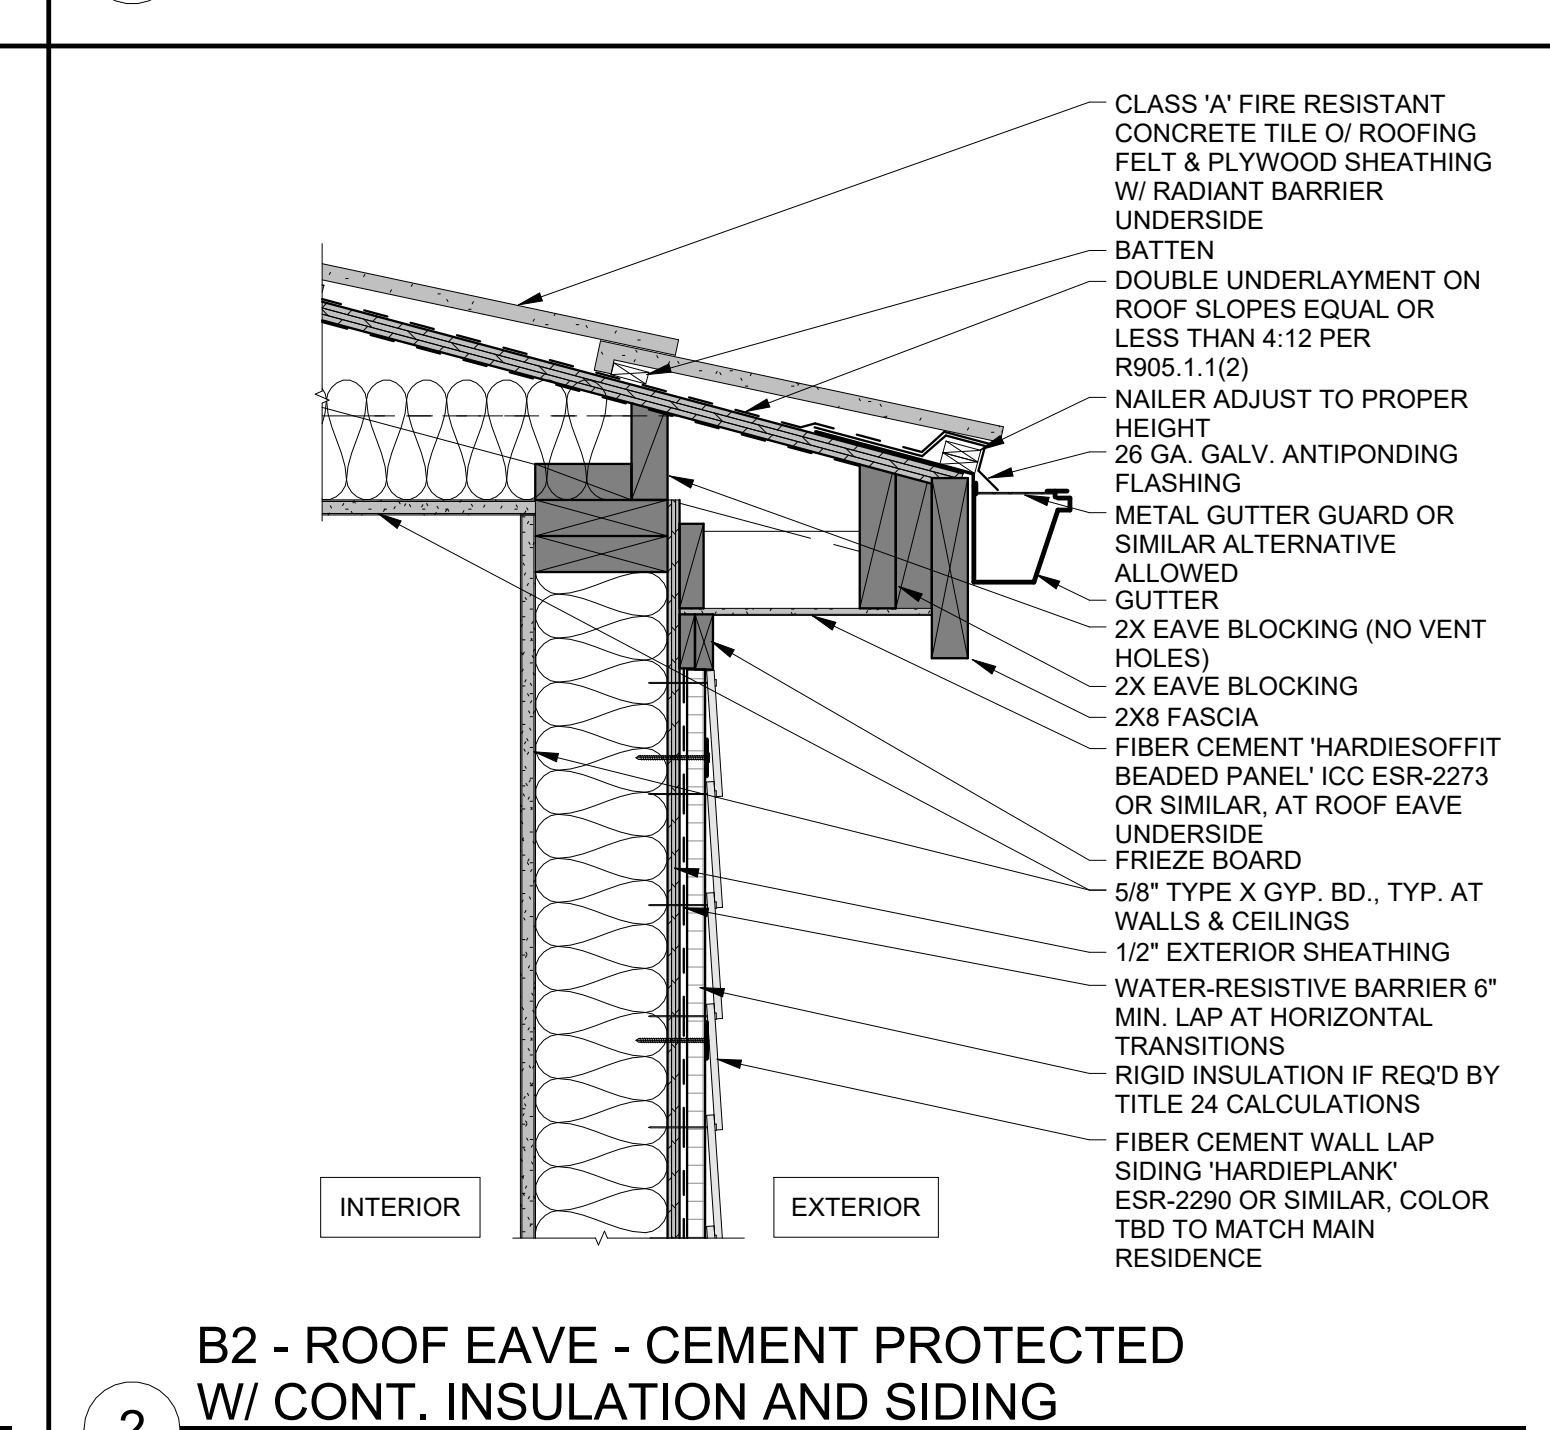 CLASS 'A' FIRE RESISTANT
CONCRETE TILE O/ ROOFING
FELT & PLYWOOD SHEATHING
W/ RADIANT BARRIER
UNDERSIDE
BATTEN
DOUBLE UNDERLAYMENT ON
ROOF SLOPES EQUAL OR
LESS THAN 4:12 PER
R905.1.1(2)
NAILER ADJUST TO PROPER
HEIGHT
26 GA. GALV. ANTIPONDING
FLASHING
METAL GUTTER GUARD OR
SIMILAR ALTERNATIVE
ALLOWED
GUTTER
2X EAVE BLOCKING (NO VENT
HOLES)
2X EAVE BLOCKING
2X8 FASCIA
FIBER CEMENT 'HARDIESOFFIT
BEADED PANEL' ICC ESR-2273
OR SIMILAR, AT ROOF EAVE
UNDERSIDE
FRIEZE BOARD
5/8" TYPE X GYP. BD., TYP. AT
WALLS & CEILINGS
1/2" EXTERIOR SHEATHING
WATER-RESISTIVE BARRIER 6"
MIN. LAP AT HORIZONTAL
TRANSITIONS
RIGID INSULATION IF REQ'D BY
TITLE 24 CALCULATIONS
FIBER CEMENT WALL LAP
SIDING 'HARDIEPLANK'
ESR-2290 OR SIMILAR, COLOR
TBD TO MATCH MAIN
RESIDENCE
INTERIOR
EXTERIOR
B2 - ROOF EAVE - CEMENT PROTECTED
W/ CONT. INSULATION AND SIDING
2